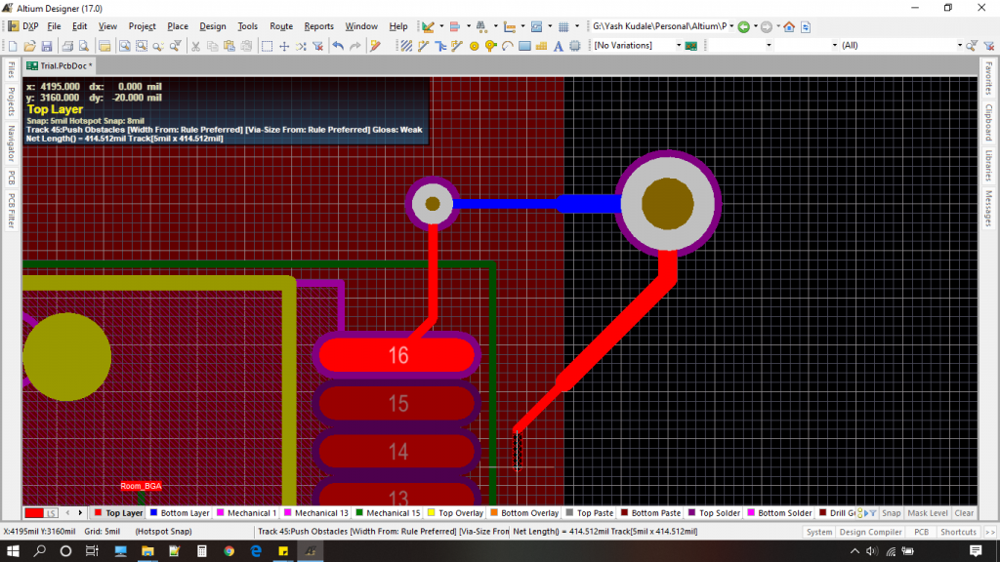 Altium Designer (17.0)
DXP File Edit View Project Place Design Tools Route Reports Window Help G:\Yash Kudale\Personal\Altium\P
[No Variations] (All)
Trial.PcbDoc *
Files
Projects
Navigator
PCB
PCB Filter
Favorites
Clipboard
Libraries
Messages
x: 4195.000 dx: 0.000 mil
y: 3160.000 dy: -20.000 mil
Top Layer
Snap: 5mil Hotspot Snap: 8mil
Track 45:Push Obstacles [Width From: Rule Preferred] [Via-Size From: Rule Preferred] Gloss: Weak
Net Length() = 414.512mil Track[5mil x 414.512mil]
16
15
14
13
Room_BGA
LS Top Layer Bottom Layer Mechanical 1 Mechanical 13 Mechanical 15 Top Overlay Bottom Overlay Top Paste Bottom Paste Top Solder Bottom Solder Drill G Snap Mask Level Clear
X:4195mil Y:3160mil Grid: 5mil (Hotspot Snap) Track 45:Push Obstacles [Width From: Rule Preferred] [Via-Size From Net Length() = 414.512mil Track[5mil x 414.512mil]
System Design Compiler PCB Shortcuts >>